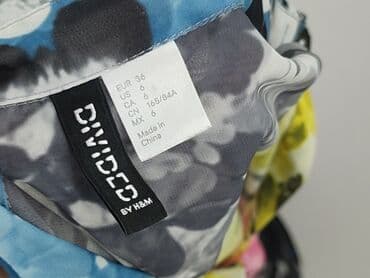 EUR 36
US 6
CA 6
CN 165/84A
MX 6
Made in
China
DIVIDED
BY H&M